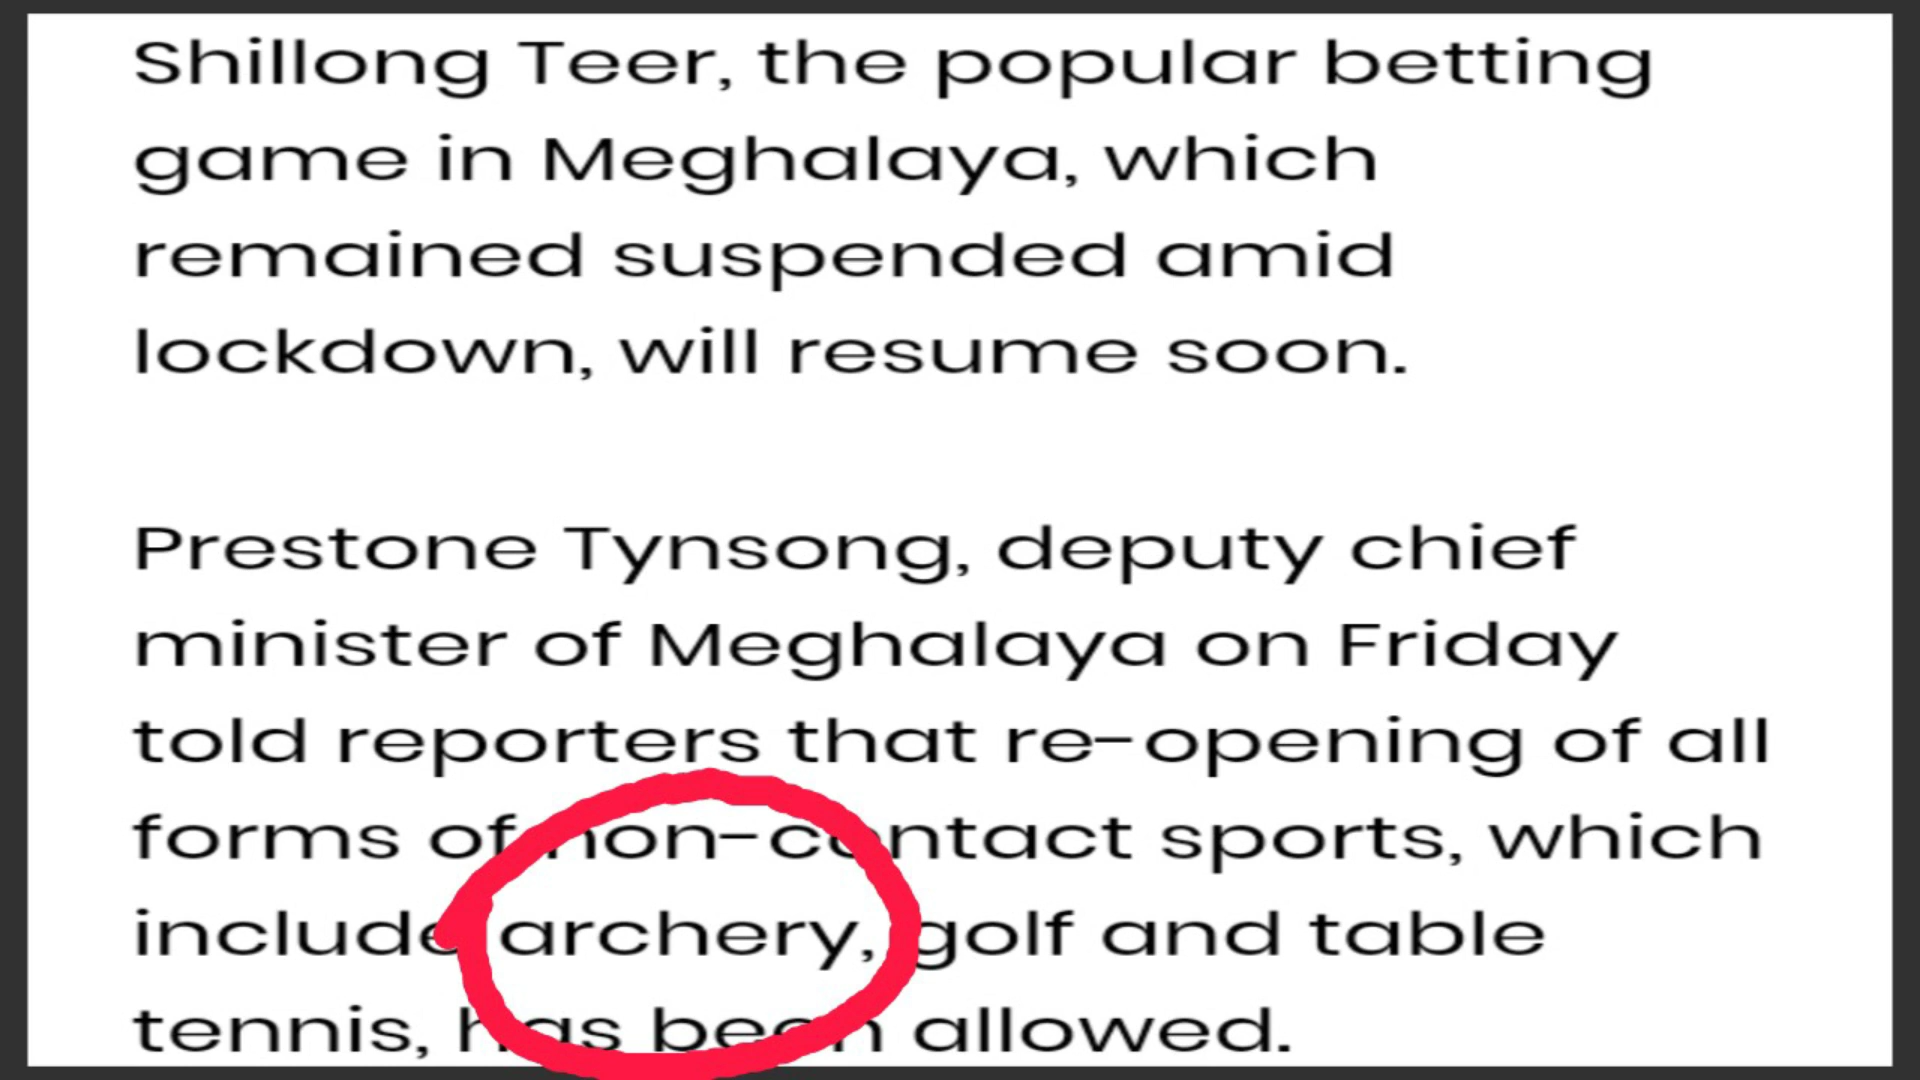 Shillong Teer, the popular betting
game in Meghalaya, which
remained suspended amid
lockdown, will resume soon.
Prestone Tynsong, deputy chief
minister of Meghalaya on Friday
told reporters that re-opening of all
forms of non-contact sports, which
include archery, golf and table
tennis, has been allowed.